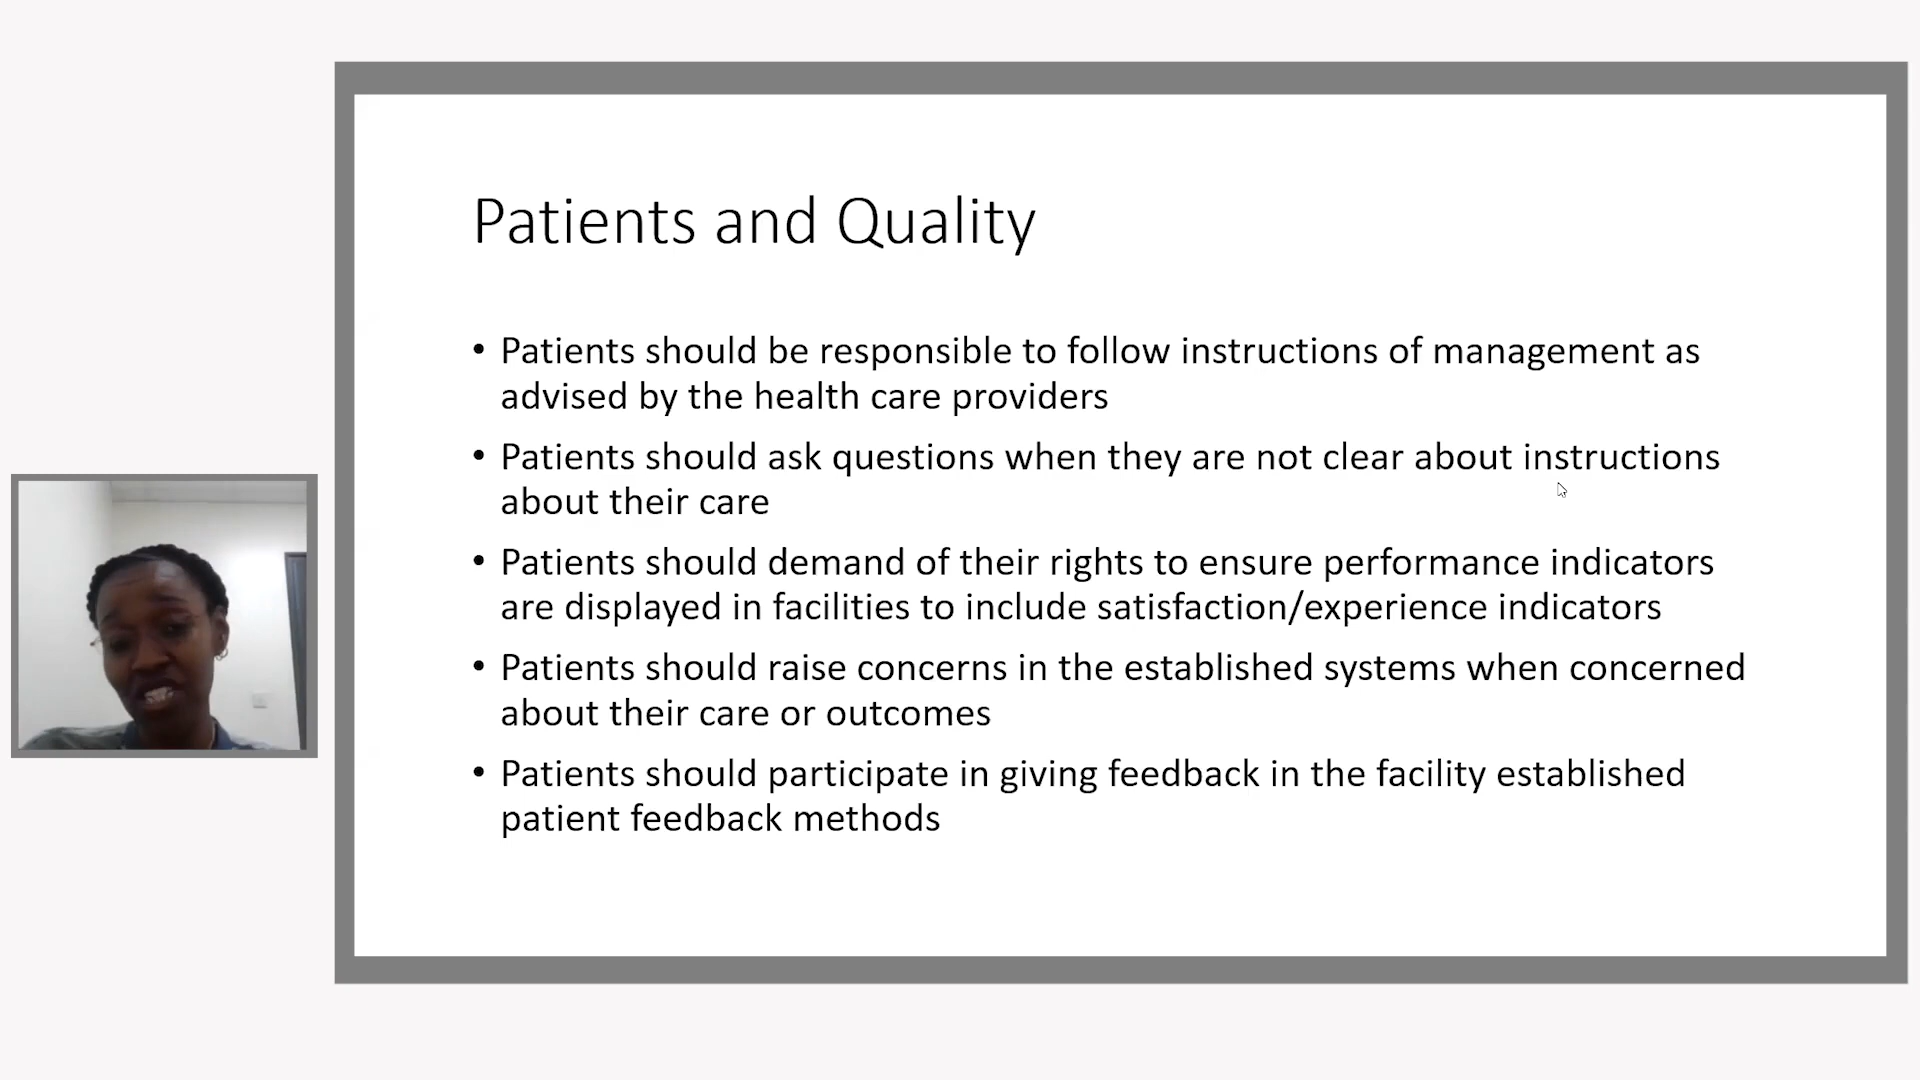 Patients and Quality
• Patients should be responsible to follow instructions of management as
advised by the health care providers
• Patients should ask questions when they are not clear about instructions
about their care
• Patients should demand of their rights to ensure performance indicators
are displayed in facilities to include satisfaction/experience indicators
• Patients should raise concerns in the established systems when concerned
about their care or outcomes
• Patients should participate in giving feedback in the facility established
patient feedback methods